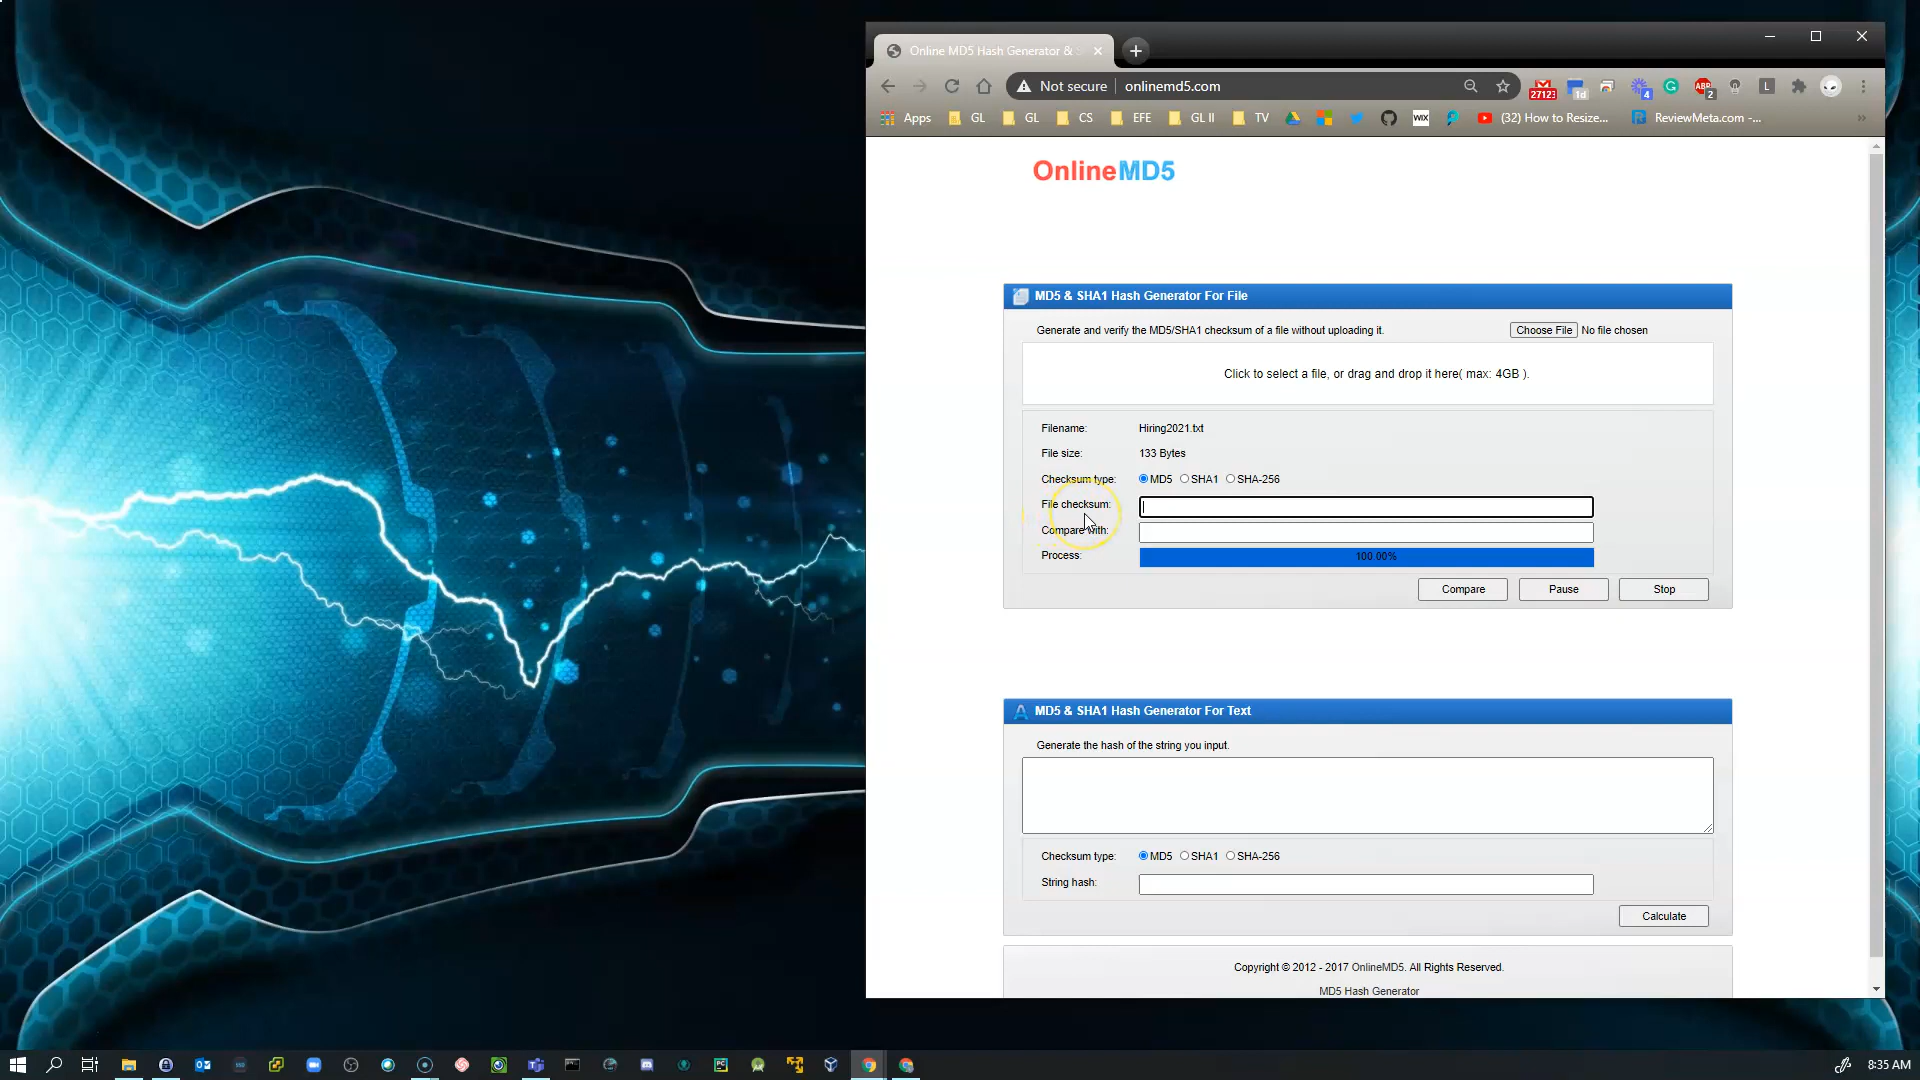 Online MD5 Hash Generator &
Not secure onlinemd5.com
27123
1d
4
ABP
2
L
Apps GL GL CS EFE GL II TV WIX (32) How to Resize... ReviewMeta.com -...
OnlineMD5
MD5 & SHA1 Hash Generator For File
Generate and verify the MD5/SHA1 checksum of a file without uploading it. Choose File No file chosen
Click to select a file, or drag and drop it here( max: 4GB ).
Filename: Hiring2021.txt
File size: 133 Bytes
Checksum type: MD5 SHA1 SHA-256
File checksum:
Compare with:
Process: 100.00%
Compare Pause Stop
MD5 & SHA1 Hash Generator For Text
Generate the hash of the string you input.
Checksum type: MD5 SHA1 SHA-256
String hash:
Calculate
Copyright © 2012 - 2017 OnlineMD5. All Rights Reserved.
MD5 Hash Generator
8:35 AM